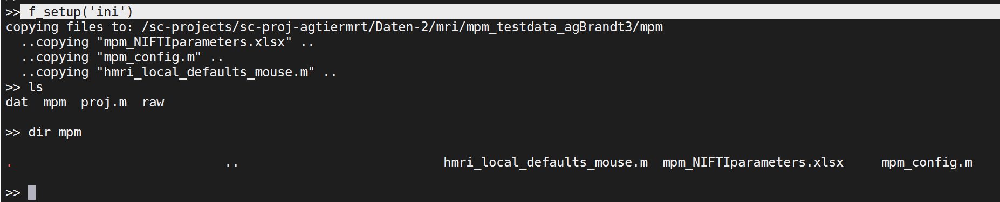 >> f_setup('ini')
copying files to: /sc-projects/sc-proj-agtiermrt/Daten-2/mri/mpm_testdata_agBrandt3/mpm
..copying "mpm_NIFTIparameters.xlsx" ..
..copying "mpm_config.m" ..
..copying "hmri_local_defaults_mouse.m" ..
>> ls
dat  mpm  proj.m  raw
>> dir mpm
. .. hmri_local_defaults_mouse.m mpm_NIFTIparameters.xlsx mpm_config.m
>>